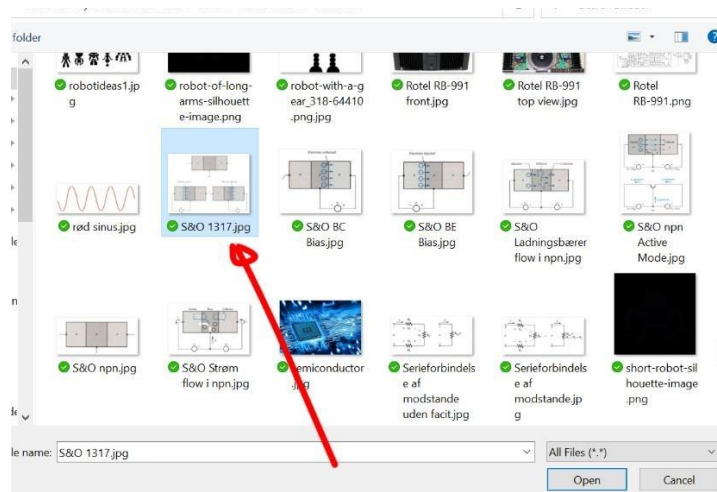 folder
robotideas1.jp
g
robot-of-long-
arms-silhouett
e-image.png
robot-with-a-g
ear_318-64410
.png.jpg
Rotel RB-991
front.jpg
Rotel RB-991
top view.jpg
Rotel
RB-991.png
rød sinus.jpg
S&O 1317.jpg
S&O BC
Bias.jpg
S&O BE
Bias.jpg
S&O
Ladningsbærer
flow i npn.jpg
S&O npn
Active
Mode.jpg
S&O npn.jpg
S&O Strøm
flow i npn.jpg
Semiconductor
.jpg
Serieforbindels
e af
modstande
uden facit.jpg
Serieforbindels
e af
modstande.jp
g
short-robot-sil
houette-image
.png
le name: S&O 1317.jpg
All Files (*.*)
Open
Cancel